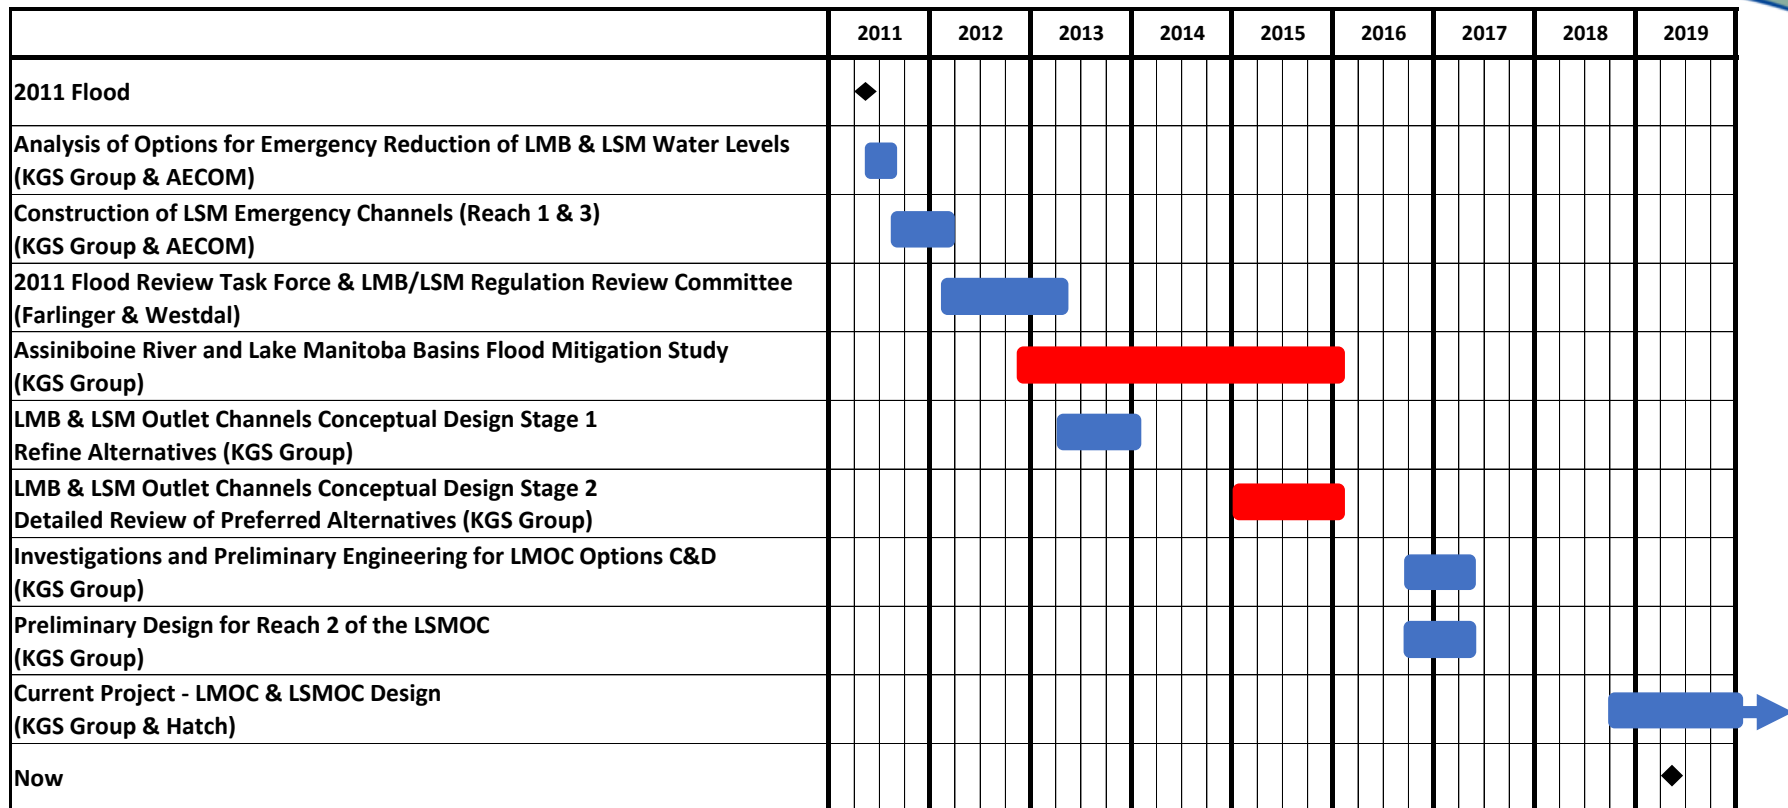 2011 2012 2013 2014 2015 2016 2017 2018 2019
2011 Flood
Analysis of Options for Emergency Reduction of LMB & LSM Water Levels
(KGS Group & AECOM)
Construction of LSM Emergency Channels (Reach 1 & 3)
(KGS Group & AECOM)
2011 Flood Review Task Force & LMB/LSM Regulation Review Committee
(Farlinger & Westdal)
Assiniboine River and Lake Manitoba Basins Flood Mitigation Study
(KGS Group)
LMB & LSM Outlet Channels Conceptual Design Stage 1
Refine Alternatives (KGS Group)
LMB & LSM Outlet Channels Conceptual Design Stage 2
Detailed Review of Preferred Alternatives (KGS Group)
Investigations and Preliminary Engineering for LMOC Options C&D
(KGS Group)
Preliminary Design for Reach 2 of the LSMOC
(KGS Group)
Current Project - LMOC & LSMOC Design
(KGS Group & Hatch)
Now